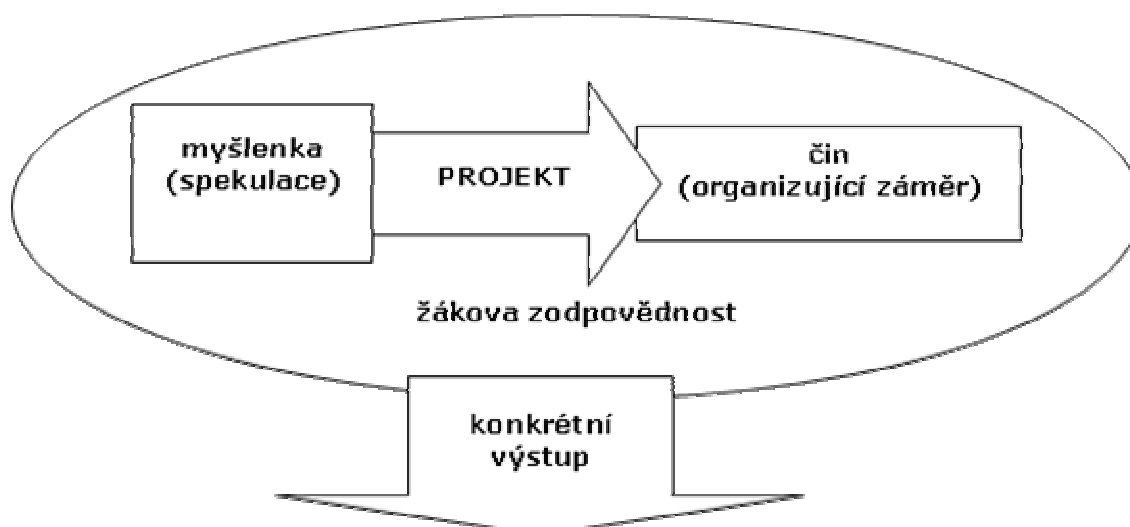 myšlenka
(spekulace)
PROJEKT
čin
(organizující záměr)
žákova zodpovědnost
konkrétní
výstup